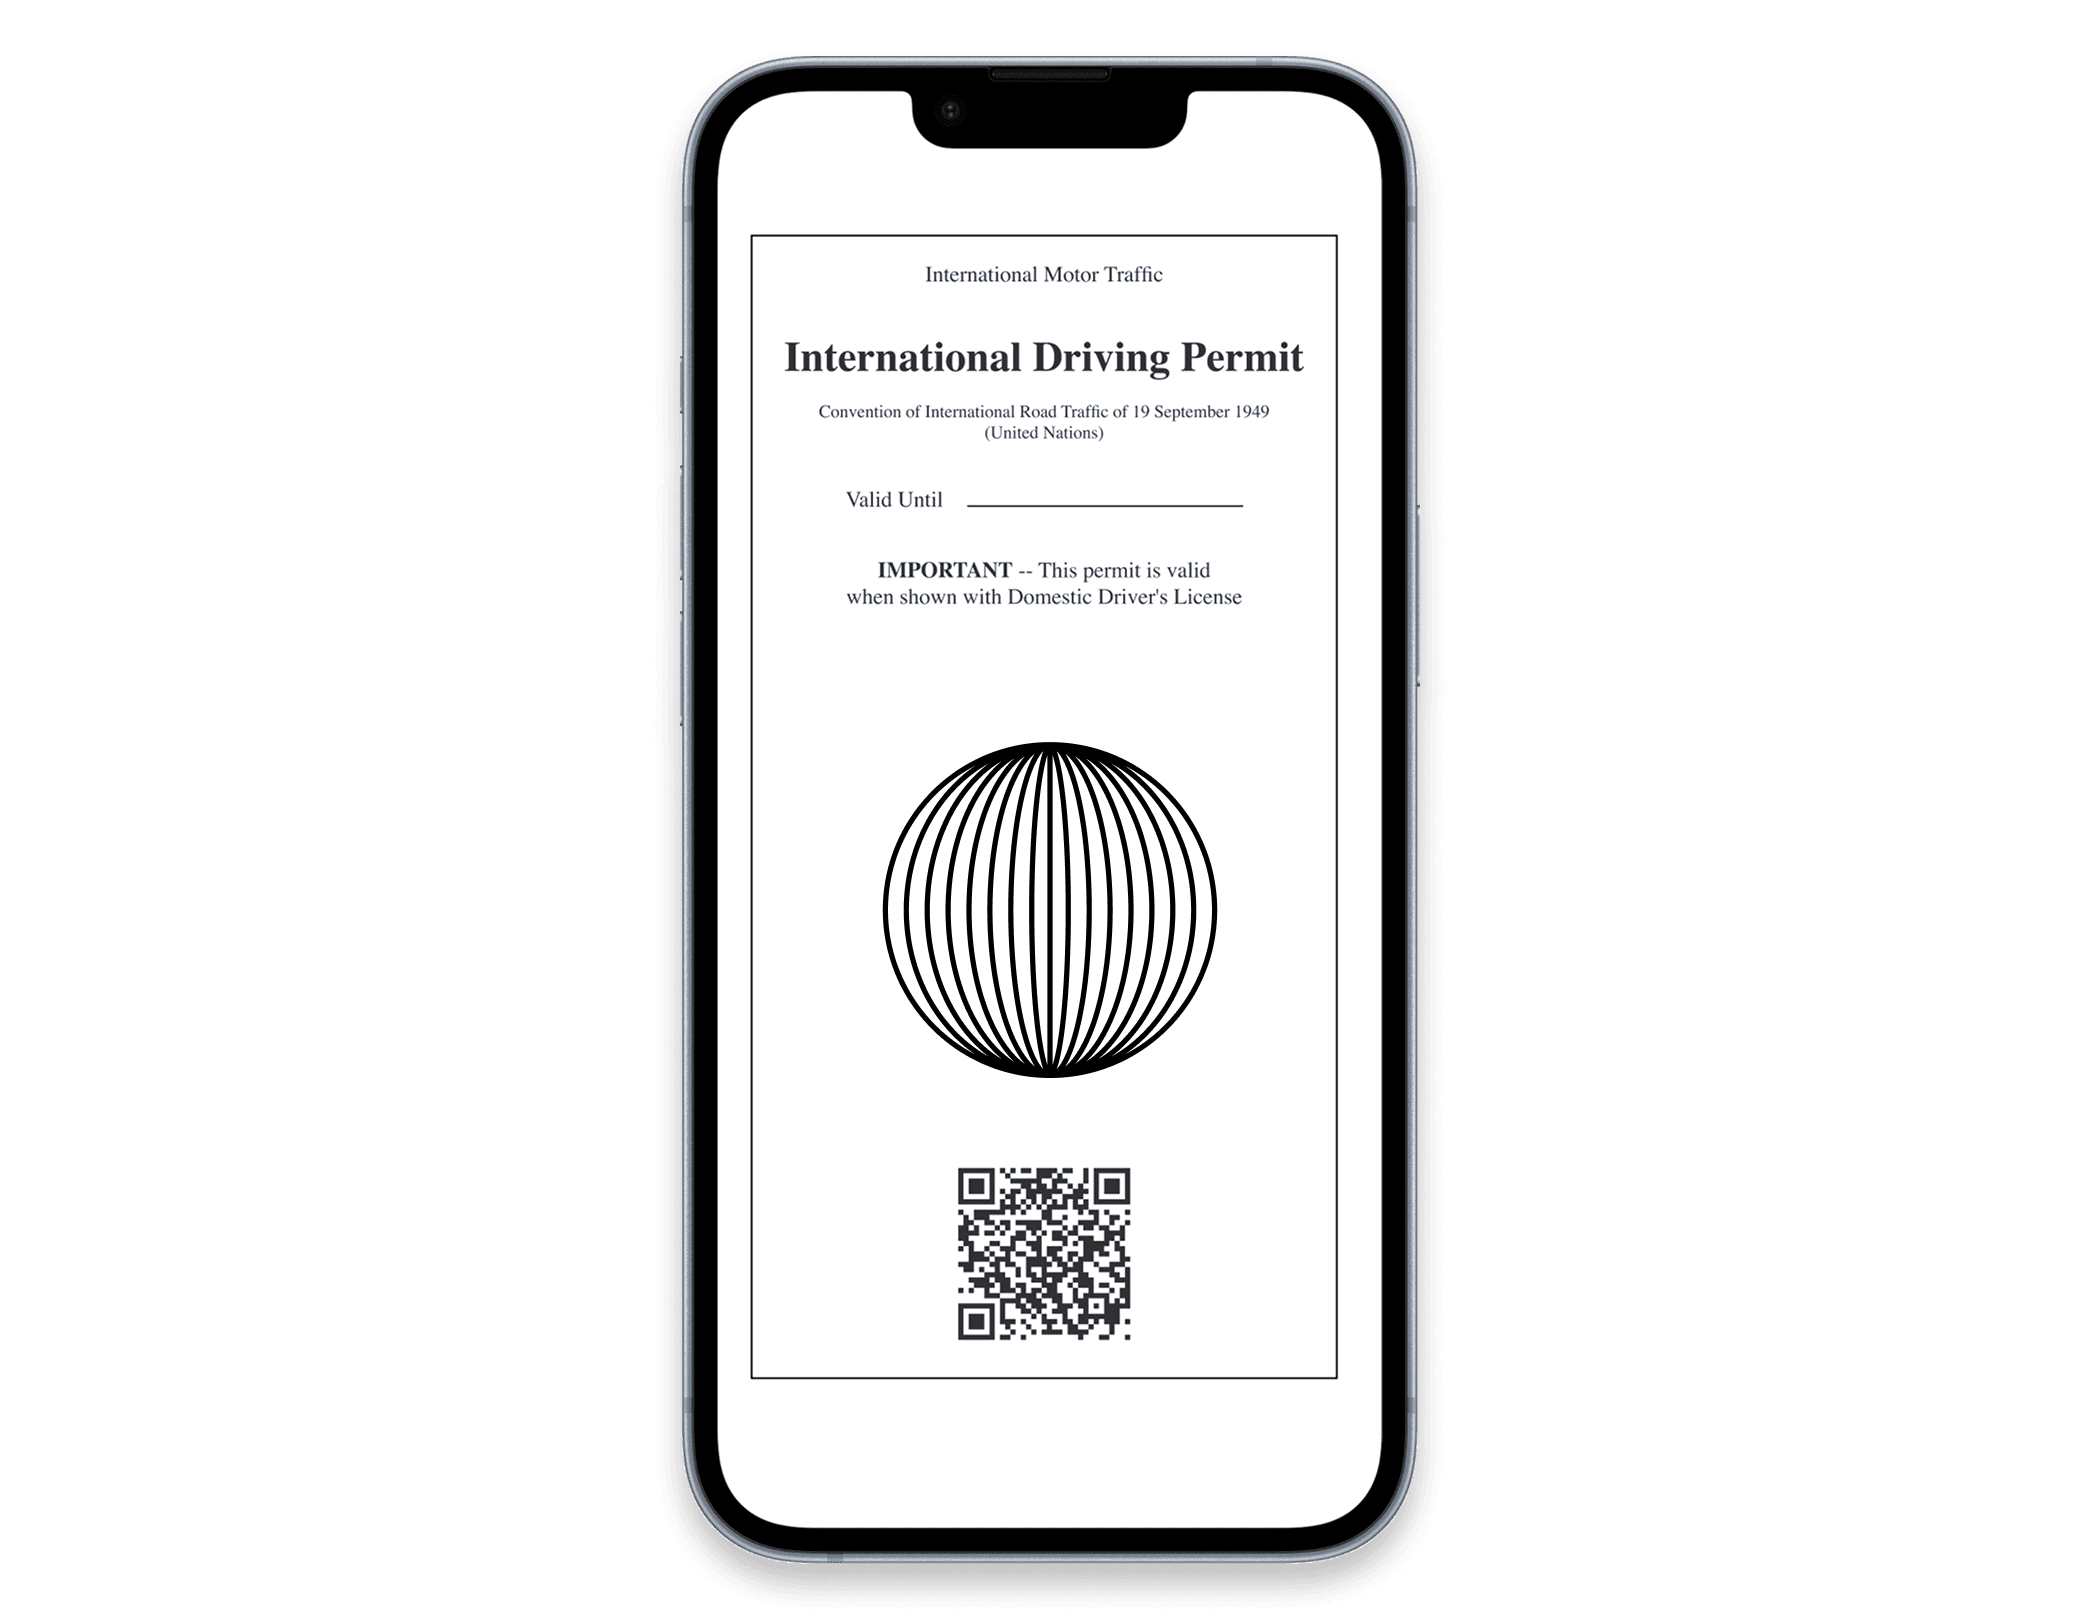 International Motor Traffic
International Driving Permit
Convention of International Road Traffic of 19 September 1949
(United Nations)
Valid Until
IMPORTANT -- This permit is valid
when shown with Domestic Driver's License